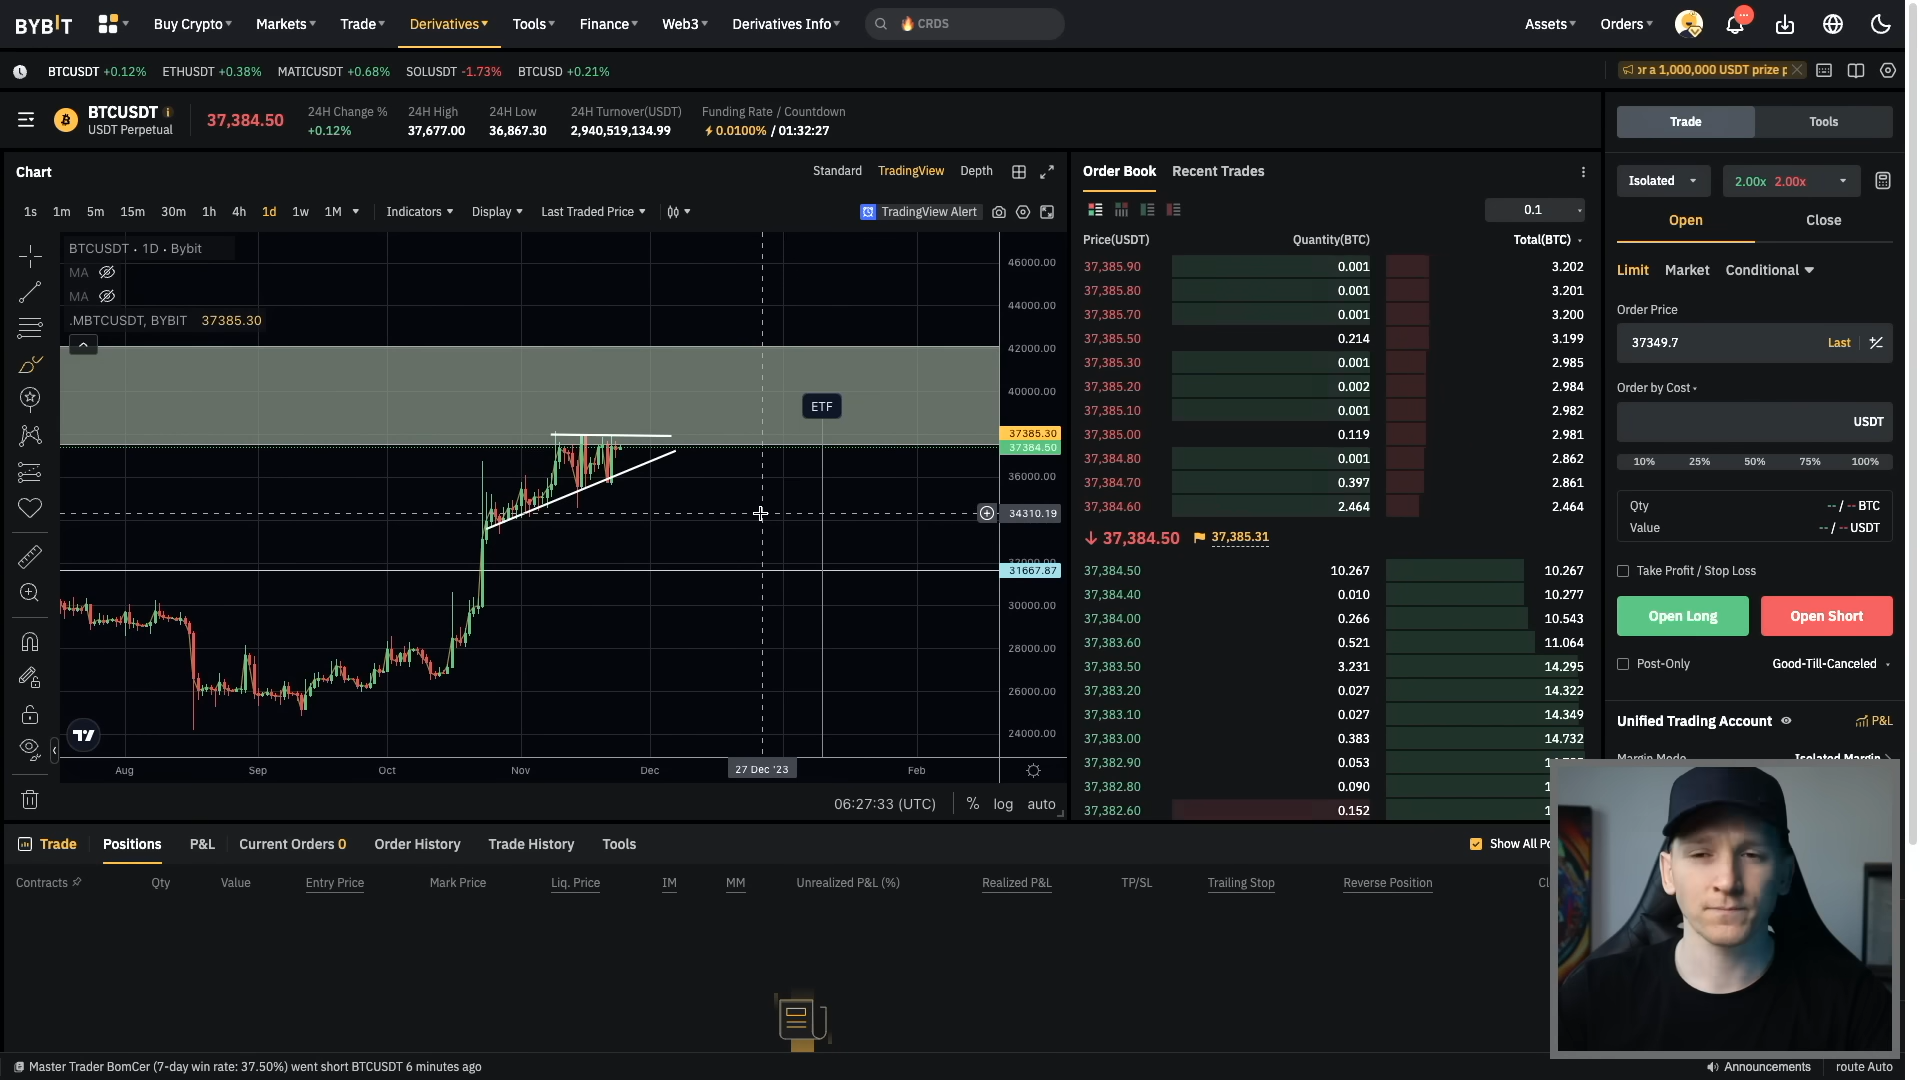 BYBIT Buy Crypto Markets Trade Derivatives Tools Finance Web3 Derivatives Info CRDS Assets Orders
BTCUSDT +0.12% ETHUSDT +0.38% MATICUSDT +0.68% SOLUSDT -1.73% BTCUSD +0.21% or a 1,000,000 USDT prize p
BTCUSDT
USDT Perpetual
37,384.50
24H Change %
+0.12%
24H High
37,677.00
24H Low
36,867.30
24H Turnover(USDT)
2,940,519,134.99
Funding Rate / Countdown
0.0100% / 01:32:27
Chart Standard TradingView Depth
1s 1m 5m 15m 30m 1h 4h 1d 1w 1M Indicators Display Last Traded Price TradingView Alert
BTCUSDT · 1D · Bybit
MA
MA
.MBTCUSDT, BYBIT 37385.30
ETF
46000.00
44000.00
42000.00
40000.00
37385.30
37384.50
36000.00
34310.19
31667.87
30000.00
28000.00
26000.00
24000.00
Aug Sep Oct Nov Dec 27 Dec '23 Feb
06:27:33 (UTC) % log auto
Order Book Recent Trades
0.1
Price(USDT) Quantity(BTC) Total(BTC)
37,385.90 0.001 3.202
37,385.80 0.001 3.201
37,385.70 0.001 3.200
37,385.50 0.214 3.199
37,385.30 0.001 2.985
37,385.20 0.002 2.984
37,385.10 0.001 2.982
37,385.00 0.119 2.981
37,384.80 0.001 2.862
37,384.70 0.397 2.861
37,384.60 2.464 2.464
37,384.50 37,385.31
37,384.50 10.267 10.267
37,384.40 0.010 10.277
37,384.00 0.266 10.543
37,383.60 0.521 11.064
37,383.50 3.231 14.295
37,383.20 0.027 14.322
37,383.10 0.027 14.349
37,383.00 0.383 14.732
37,382.90 0.053
37,382.80 0.090
37,382.60 0.152
Trade Tools
Isolated 2.00x 2.00x
Open Close
Limit Market Conditional
Order Price
37349.7 Last
Order by Cost
USDT
10% 25% 50% 75% 100%
Qty -- / -- BTC
Value -- / -- USDT
Take Profit / Stop Loss
Open Long Open Short
Post-Only Good-Till-Canceled
Unified Trading Account P&L
Margin Mode Isolated Margin
Trade Positions P&L Current Orders 0 Order History Trade History Tools Show All Po
Contracts Qty Value Entry Price Mark Price Liq. Price IM MM Unrealized P&L (%) Realized P&L TP/SL Trailing Stop Reverse Position Cl
Master Trader BomCer (7-day win rate: 37.50%) went short BTCUSDT 6 minutes ago Announcements route Auto